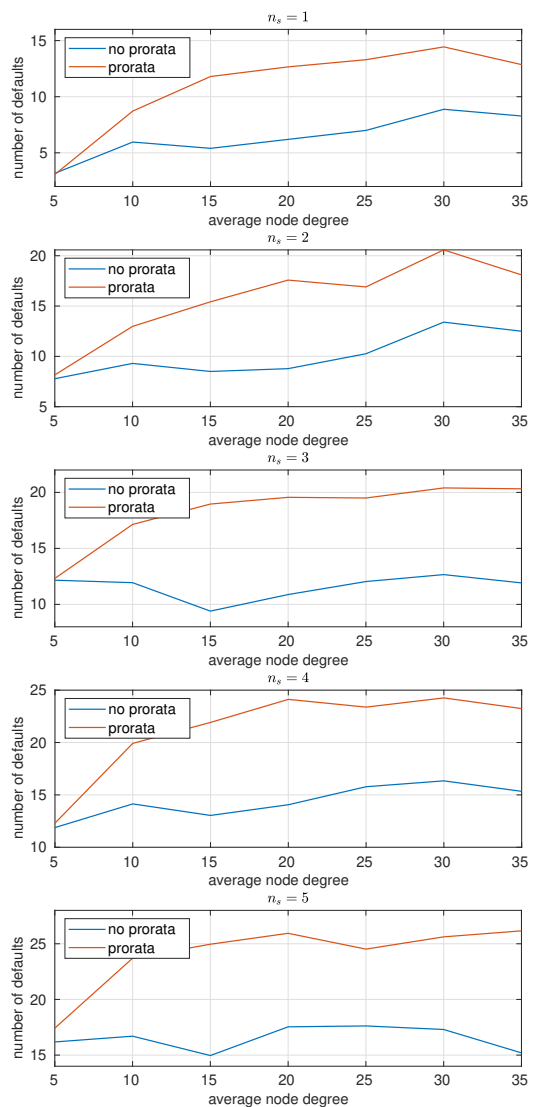 n_s = 1
15
10
5
number of defaults
no prorata
prorata
5 10 15 20 25 30 35
average node degree
n_s = 2
20
15
10
5
number of defaults
no prorata
prorata
5 10 15 20 25 30 35
average node degree
n_s = 3
20
15
10
number of defaults
no prorata
prorata
5 10 15 20 25 30 35
average node degree
n_s = 4
25
20
15
10
number of defaults
no prorata
prorata
5 10 15 20 25 30 35
average node degree
n_s = 5
25
20
15
number of defaults
no prorata
prorata
5 10 15 20 25 30 35
average node degree